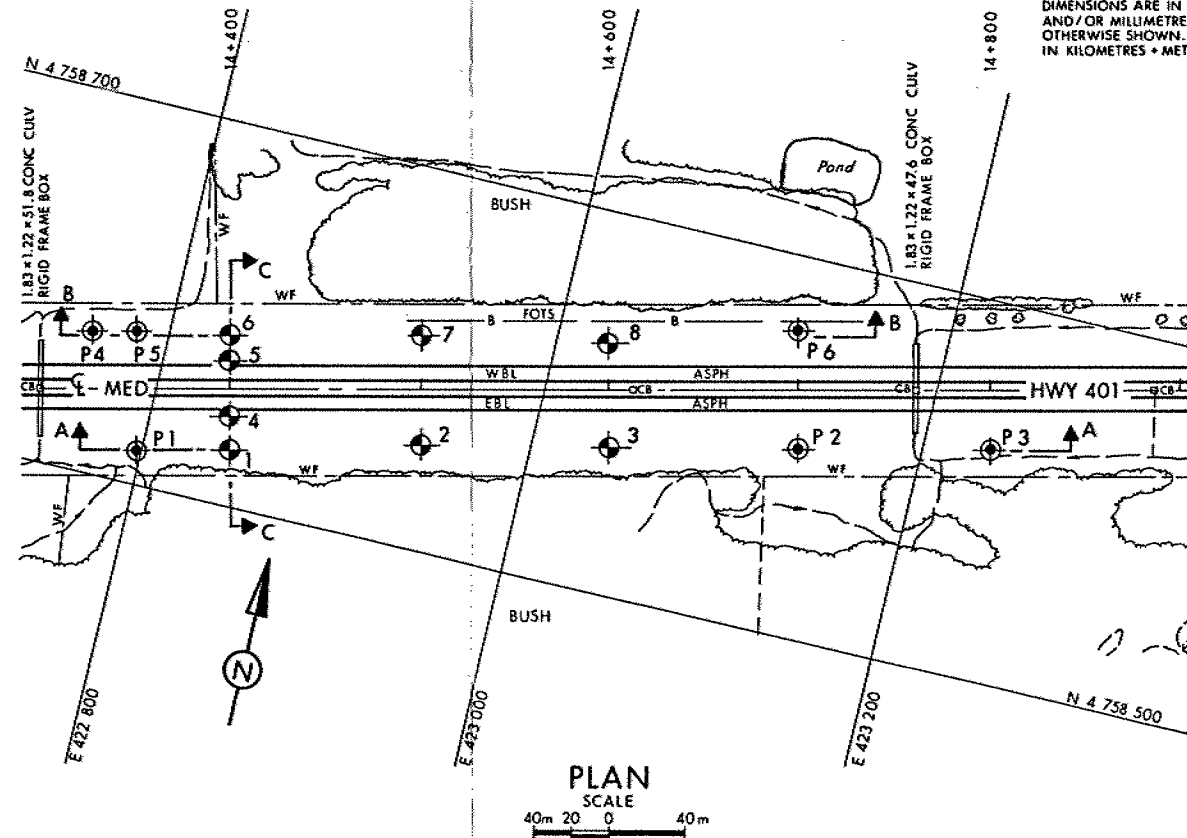 DIMENSIONS ARE IN
AND/OR MILLIMETRE
OTHERWISE SHOWN.
IN KILOMETRES + MET
14+400
14+600
14+800
N 4 758 700
1.83 x 1.22 x 51.8 CONC CULV
RIGID FRAME BOX
1.83 x 1.22 x 47.6 CONC CULV
RIGID FRAME BOX
Pond
BUSH
WF
C
WF
WF
B
FOTS
B
B
B
P4
P5
6
7
8
P6
5
WBL
ASPH
CB
℄ - MED
OCB
CB
HWY 401
CB
EBL
ASPH
4
A
P1
2
3
P2
P3
A
WF
WF
WF
C
N
BUSH
E 422 800
E 423 000
E 423 200
N 4 758 500
PLAN
SCALE
40m 20 0 40m